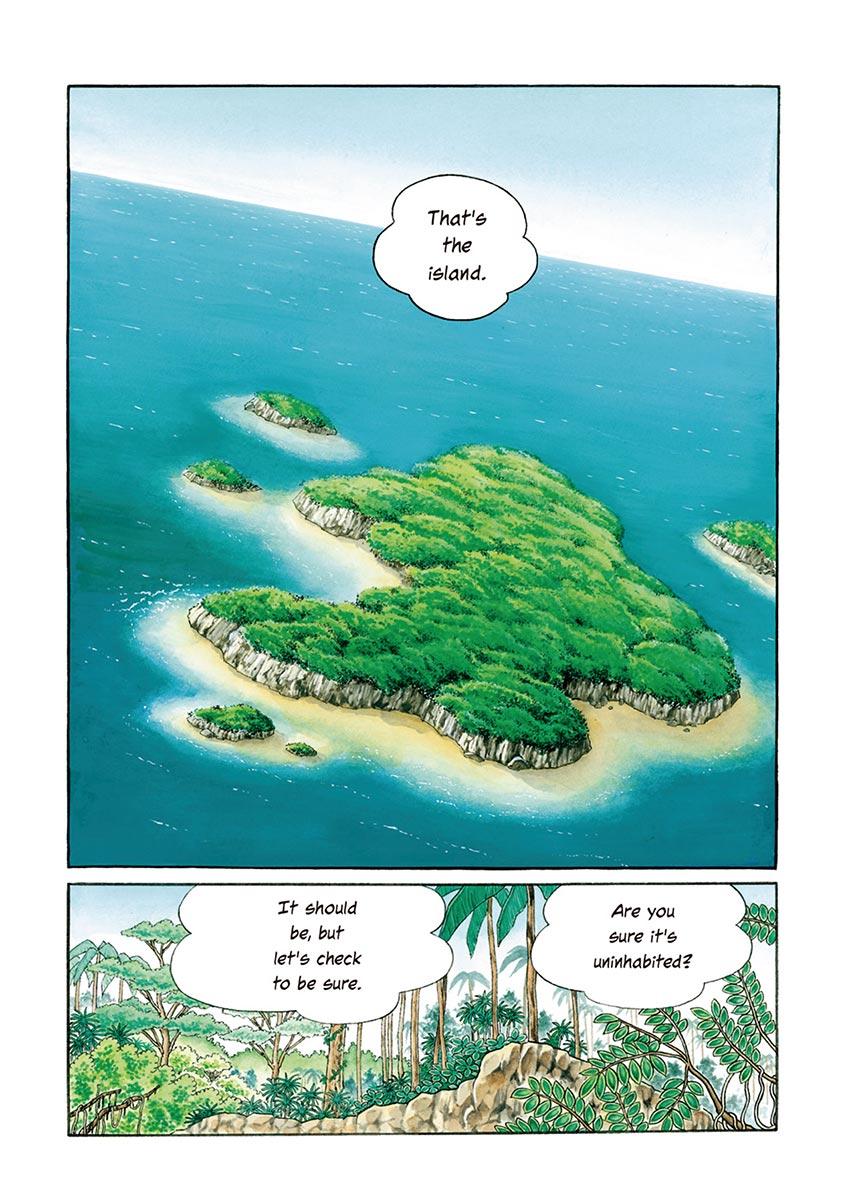 That's
the
island.
Are you
sure it's
uninhabited?
It should
be, but
let's check
to be sure.